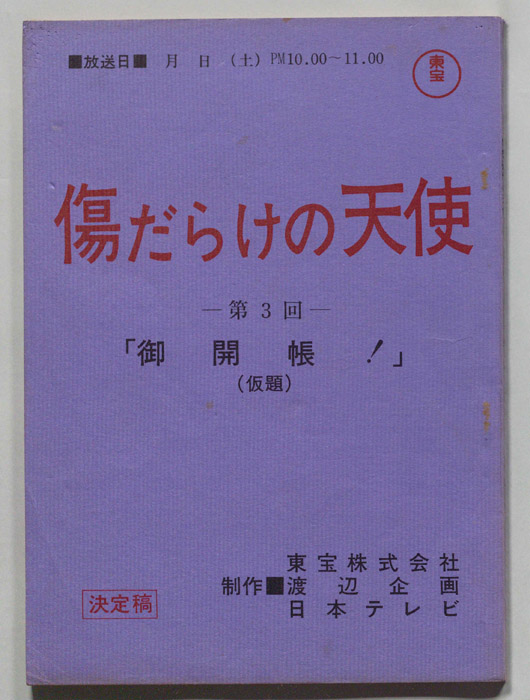 ■放送日■　月　日　(土)　PM10.00～11.00
東宝
傷だらけの天使
―第3回―
「御開帳！」
(仮題)
東宝株式会社
制作■渡辺企画
日本テレビ
決定稿